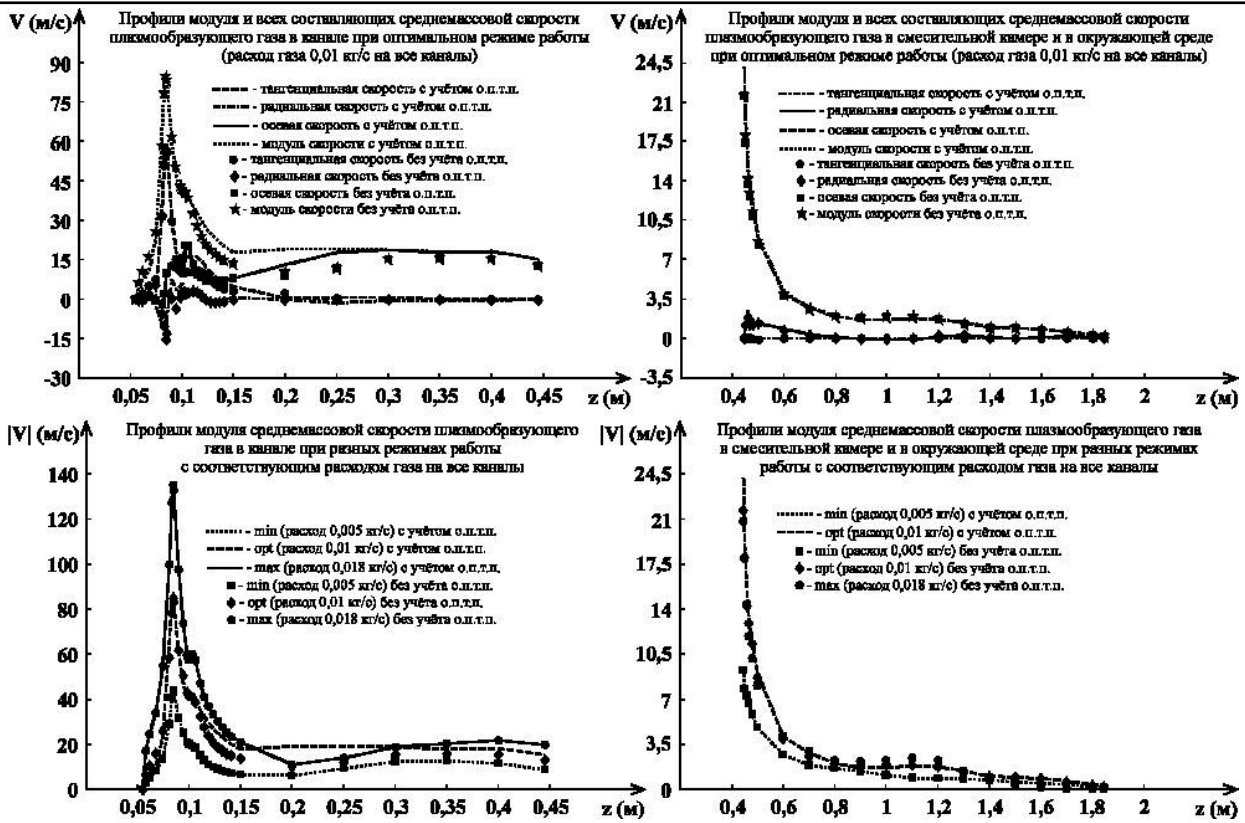 V (м/с)
Профили модуля и всех составляющих среднемассовой скорости
плазмообразующего газа в канале при оптимальном режиме работы
(расход газа 0,01 кг/с на все каналы)
90
75
60
45
30
15
0
-15
-30
- тангенциальная скорость с учётом о.п.т.п.
- радиальная скорость с учётом о.п.т.п.
- осевая скорость с учётом о.п.т.п.
- модуль скорости с учётом о.п.т.п.
- тангенциальная скорость без учёта о.п.т.п.
- радиальная скорость без учёта о.п.т.п.
- осевая скорость без учёта о.п.т.п.
- модуль скорости без учёта о.п.т.п.
0,05 0,1 0,15 0,2 0,25 0,3 0,35 0,4 0,45
z (м)
V (м/с)
Профили модуля и всех составляющих среднемассовой скорости
плазмообразующего газа в смесительной камере и в окружающей среде
при оптимальном режиме работы (расход газа 0,01 кг/с на все каналы)
24,5
21
17,5
14
10,5
7
3,5
0
-3,5
- тангенциальная скорость с учётом о.п.т.п.
- радиальная скорость с учётом о.п.т.п.
- осевая скорость с учётом о.п.т.п.
- модуль скорости с учётом о.п.т.п.
- тангенциальная скорость без учёта о.п.т.п.
- радиальная скорость без учёта о.п.т.п.
- осевая скорость без учёта о.п.т.п.
- модуль скорости без учёта о.п.т.п.
0,4 0,6 0,8 1 1,2 1,4 1,6 1,8 2
z (м)
|V| (м/с)
Профили модуля среднемассовой скорости плазмообразующего
газа в канале при разных режимах работы
с соответствующим расходом газа на все каналы
140
120
100
80
60
40
20
0
- min (расход 0,005 кг/с) с учётом о.п.т.п.
- opt (расход 0,01 кг/с) с учётом о.п.т.п.
- max (расход 0,018 кг/с) с учётом о.п.т.п.
- min (расход 0,005 кг/с) без учёта о.п.т.п.
- opt (расход 0,01 кг/с) без учёта о.п.т.п.
- max (расход 0,018 кг/с) без учёта о.п.т.п.
0,05 0,1 0,15 0,2 0,25 0,3 0,35 0,4 0,45
z (м)
|V| (м/с)
Профили модуля среднемассовой скорости плазмообразующего газа
в смесительной камере и в окружающей среде при разных режимах
работы с соответствующим расходом газа на все каналы
24,5
21
17,5
14
10,5
7
3,5
0
- min (расход 0,005 кг/с) с учётом о.п.т.п.
- opt (расход 0,01 кг/с) с учётом о.п.т.п.
- min (расход 0,005 кг/с) без учёта о.п.т.п.
- opt (расход 0,01 кг/с) без учёта о.п.т.п.
- max (расход 0,018 кг/с) без учёта о.п.т.п.
0,4 0,6 0,8 1 1,2 1,4 1,6 1,8 2
z (м)